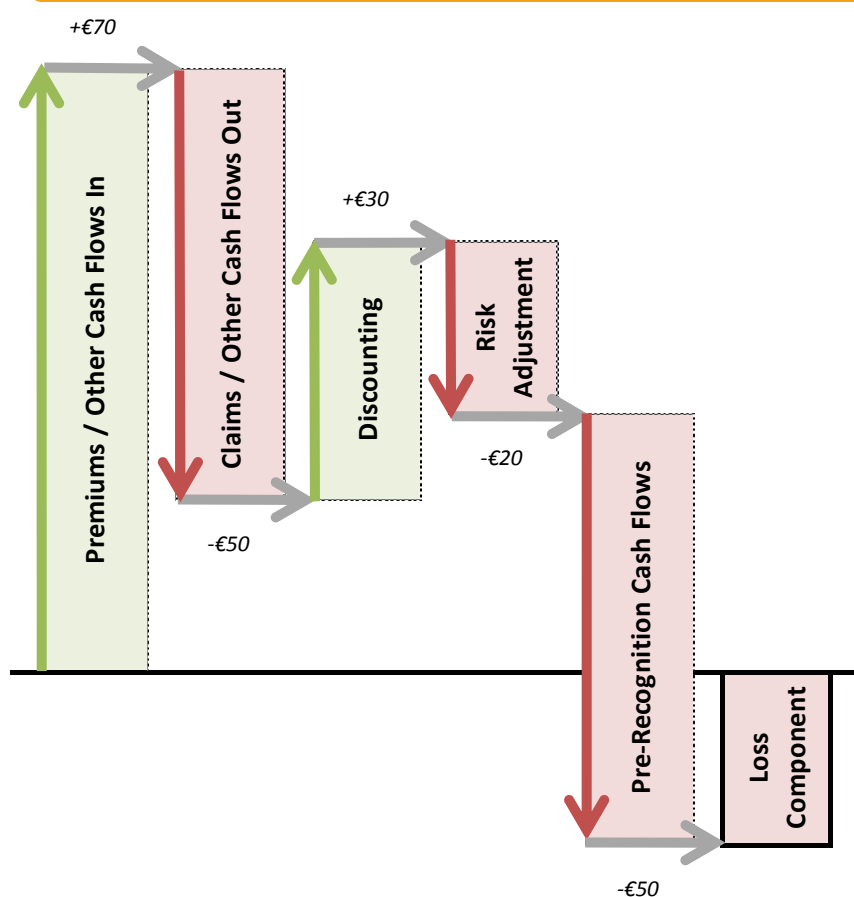 +€70
Premiums / Other Cash Flows In
Claims / Other Cash Flows Out
-€50
+€30
Discounting
Risk
Adjustment
-€20
Pre-Recognition Cash Flows
-€50
Loss
Component